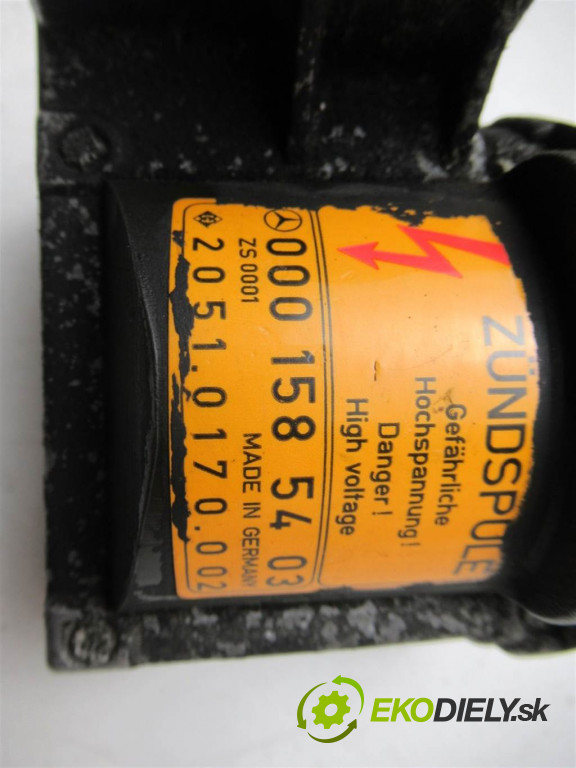 ZÜNDSPULE
Gefährliche
Hochspannung!
Danger!
High voltage
000 158 54 03
ZS 0001 MADE IN GERMANY
2051.0170.002
EKODIELY.sk